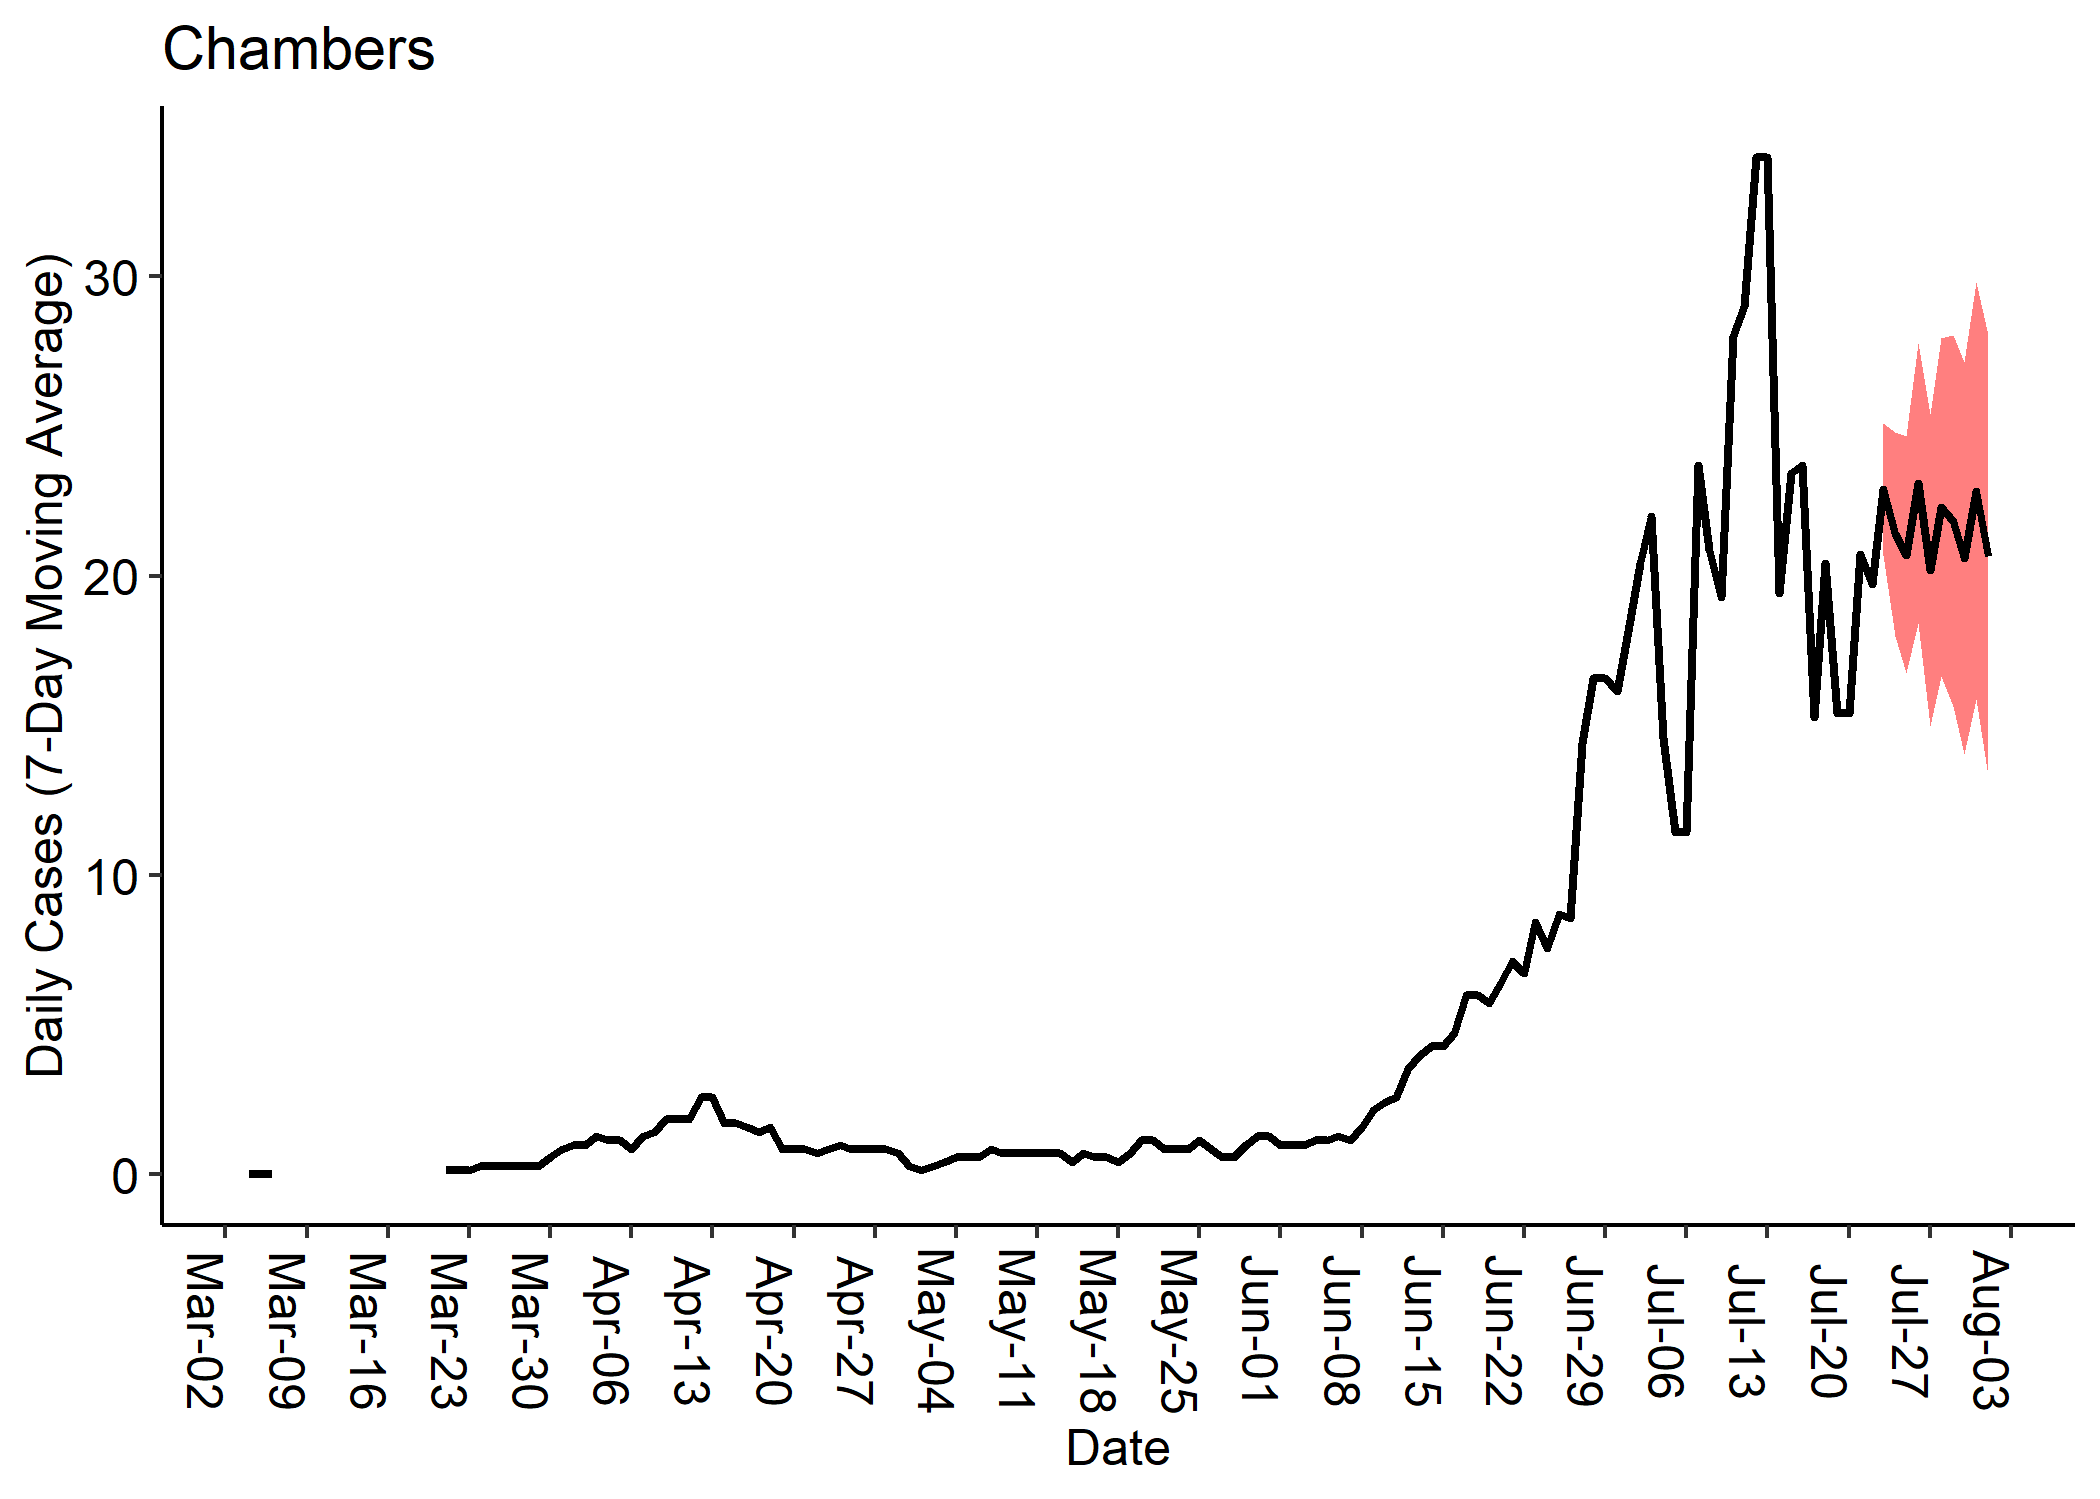 Chambers
Daily Cases (7-Day Moving Average)
30
20
10
0
Mar-02
Mar-09
Mar-16
Mar-23
Mar-30
Apr-06
Apr-13
Apr-20
Apr-27
May-04
May-11
May-18
May-25
Jun-01
Jun-08
Jun-15
Jun-22
Jun-29
Jul-06
Jul-13
Jul-20
Jul-27
Aug-03
Date